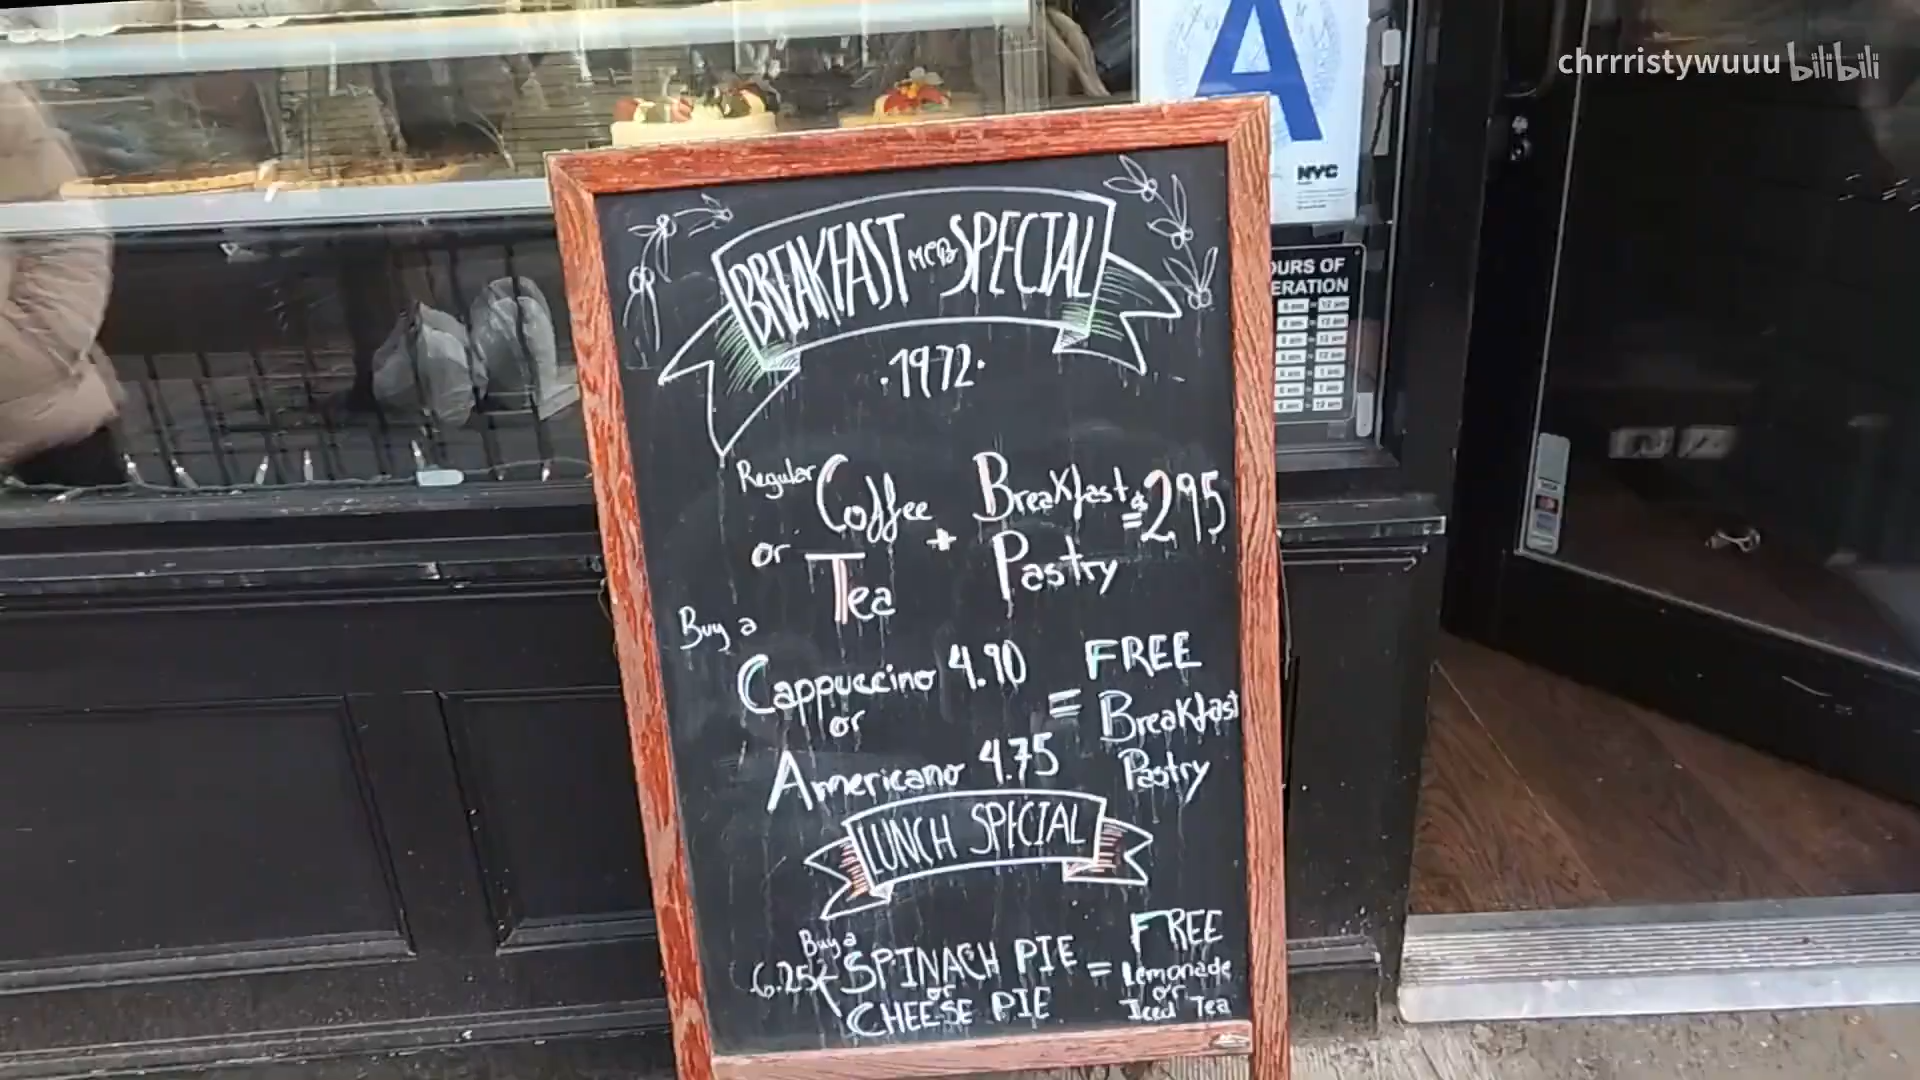 chrrristywuuu bilibili
A
NYC
OURS OF
ERATION
BREAKFAST MCB SPECIAL
·1972·
Regular Coffee or Tea + Breakfast Pastry = $2.95
Buy a
Cappuccino 4.90
or
Americano 4.75
= FREE
Breakfast
Pastry
LUNCH SPECIAL
Buy a
6.25 SPINACH PIE
or
CHEESE PIE
= FREE
Lemonade
or
Iced Tea